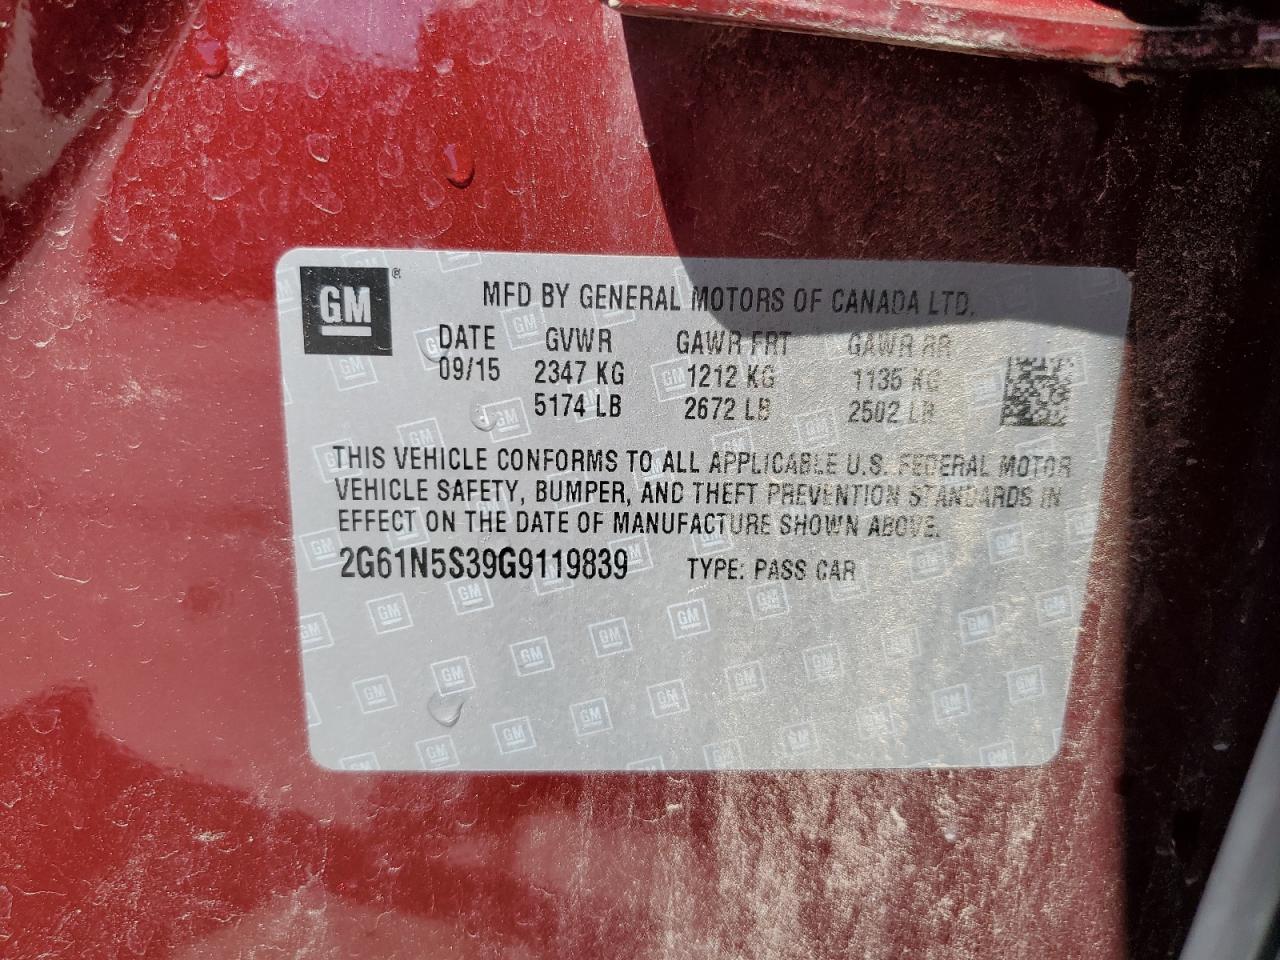 GM ®
MFD BY GENERAL MOTORS OF CANADA LTD.
DATE GVWR GAWR FRT GAWR RR
09/15 2347 KG 1212 KG 1135 KG
5174 LB 2672 LB 2502 LB
THIS VEHICLE CONFORMS TO ALL APPLICABLE U.S. FEDERAL MOTOR
VEHICLE SAFETY, BUMPER, AND THEFT PREVENTION STANDARDS IN
EFFECT ON THE DATE OF MANUFACTURE SHOWN ABOVE.
2G61N5S39G9119839 TYPE: PASS CAR